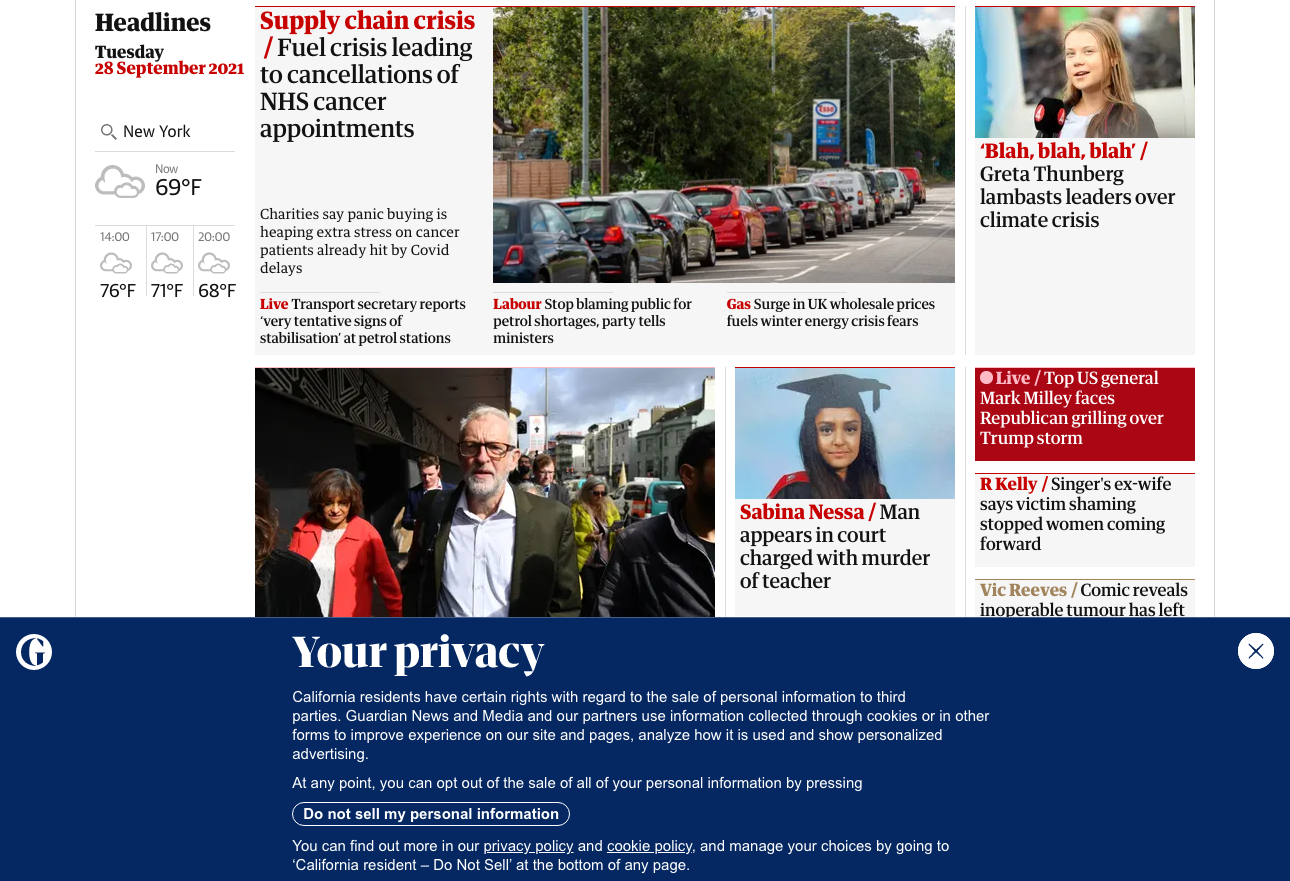 Headlines
Tuesday
28 September 2021
New York
Now
69°F
14:00
17:00
20:00
76°F
71°F
68°F
Supply chain crisis
/ Fuel crisis leading
to cancellations of
NHS cancer
appointments
Charities say panic buying is
heaping extra stress on cancer
patients already hit by Covid
delays
Esso
express
Live Transport secretary reports
‘very tentative signs of
stabilisation’ at petrol stations
Labour Stop blaming public for
petrol shortages, party tells
ministers
Gas Surge in UK wholesale prices
fuels winter energy crisis fears
‘Blah, blah, blah’ /
Greta Thunberg
lambasts leaders over
climate crisis
Sabina Nessa / Man
appears in court
charged with murder
of teacher
Live / Top US general
Mark Milley faces
Republican grilling over
Trump storm
R Kelly / Singer's ex-wife
says victim shaming
stopped women coming
forward
Vic Reeves / Comic reveals
inoperable tumour has left
G
Your privacy
California residents have certain rights with regard to the sale of personal information to third
parties. Guardian News and Media and our partners use information collected through cookies or in other
forms to improve experience on our site and pages, analyze how it is used and show personalized
advertising.
At any point, you can opt out of the sale of all of your personal information by pressing
Do not sell my personal information
You can find out more in our privacy policy and cookie policy, and manage your choices by going to
‘California resident – Do Not Sell’ at the bottom of any page.